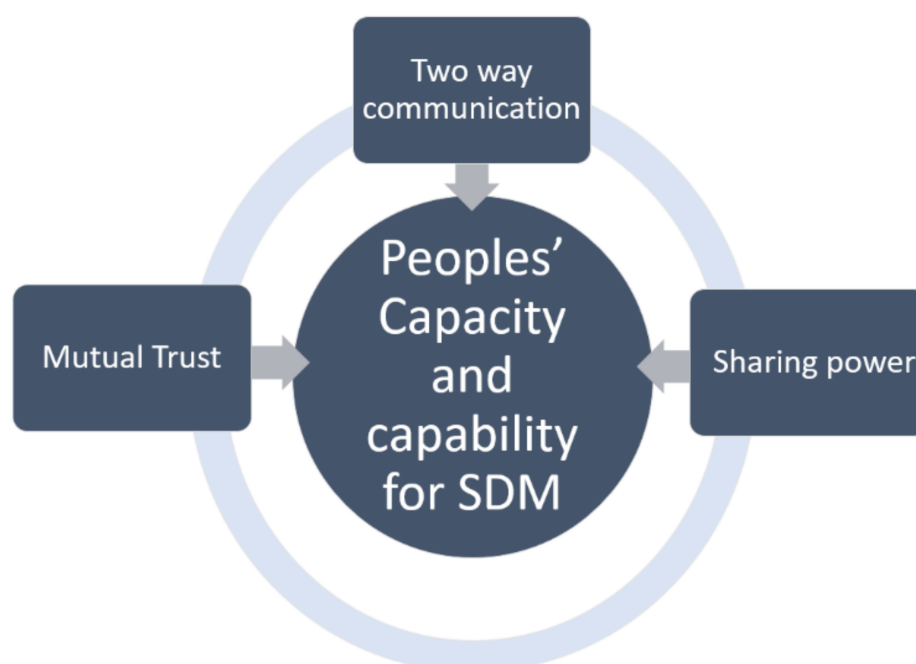 Two way
communication
Peoples’
Capacity
and
capability
for SDM
Mutual Trust
Sharing power